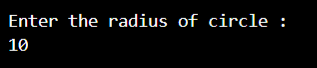 Enter the radius of circle :
10